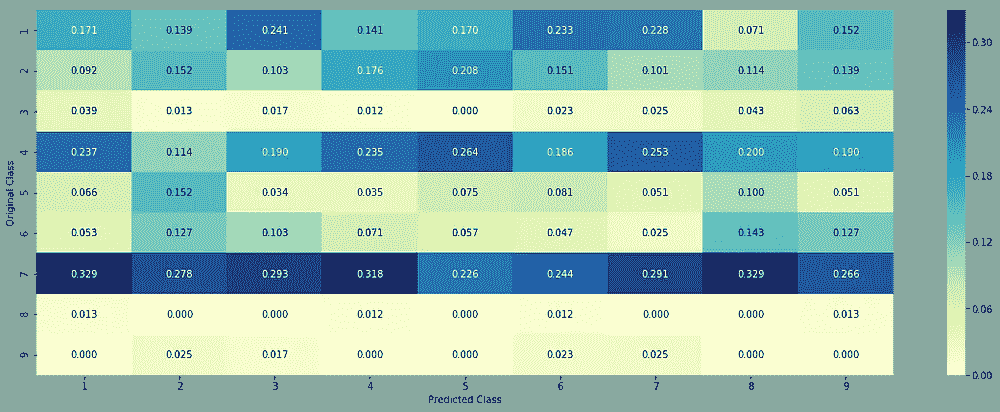 1 0.171 0.139 0.241 0.141 0.170 0.233 0.228 0.071 0.152
2 0.092 0.152 0.103 0.176 0.208 0.151 0.101 0.114 0.139
3 0.039 0.013 0.017 0.012 0.000 0.023 0.025 0.043 0.063
4 0.237 0.114 0.190 0.235 0.264 0.186 0.253 0.200 0.190
5 0.066 0.152 0.034 0.035 0.075 0.081 0.051 0.100 0.051
6 0.053 0.127 0.103 0.071 0.057 0.047 0.025 0.143 0.127
7 0.329 0.278 0.293 0.318 0.226 0.244 0.291 0.329 0.266
8 0.013 0.000 0.000 0.012 0.000 0.012 0.000 0.000 0.013
9 0.000 0.025 0.017 0.000 0.000 0.023 0.025 0.000 0.000
1 2 3 4 5 6 7 8 9
Predicted Class
Original Class
0.30
0.24
0.18
0.12
0.06
0.00